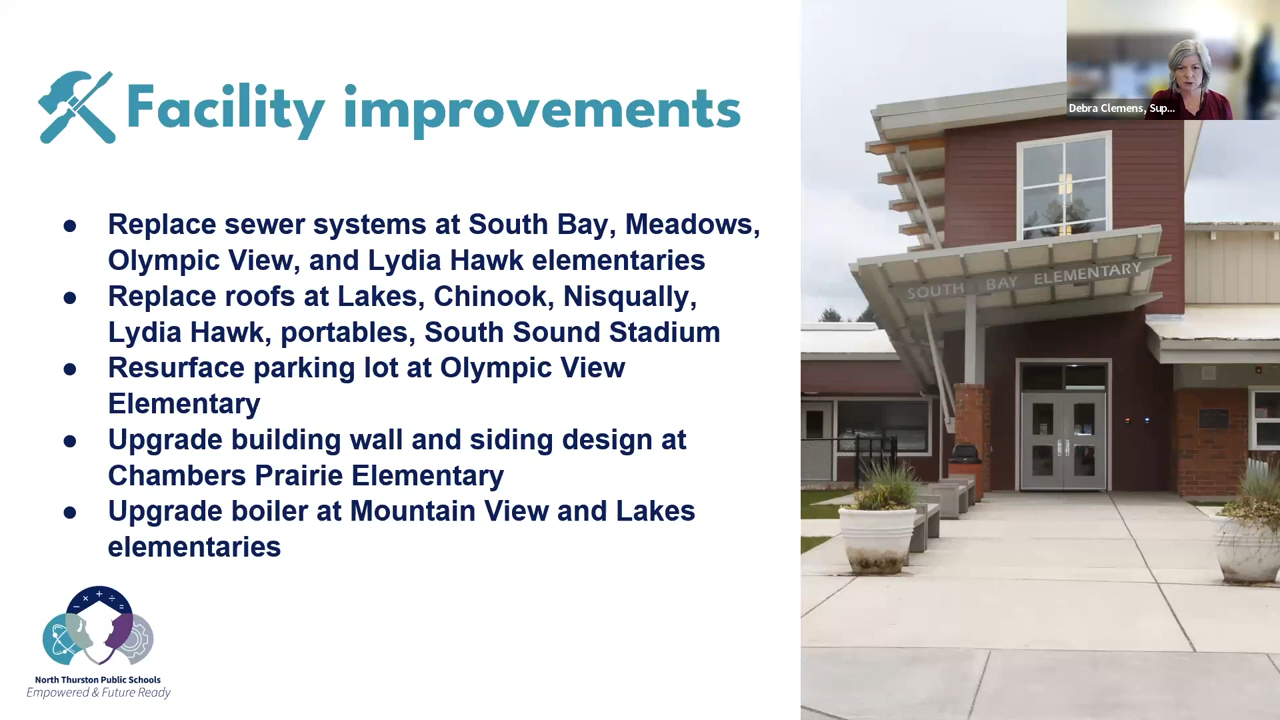 Facility improvements
Debra Clemens, Sup...
● Replace sewer systems at South Bay, Meadows,
Olympic View, and Lydia Hawk elementaries
● Replace roofs at Lakes, Chinook, Nisqually,
Lydia Hawk, portables, South Sound Stadium
● Resurface parking lot at Olympic View
Elementary
● Upgrade building wall and siding design at
Chambers Prairie Elementary
● Upgrade boiler at Mountain View and Lakes
elementaries
SOUTH BAY ELEMENTARY
North Thurston Public Schools
Empowered & Future Ready